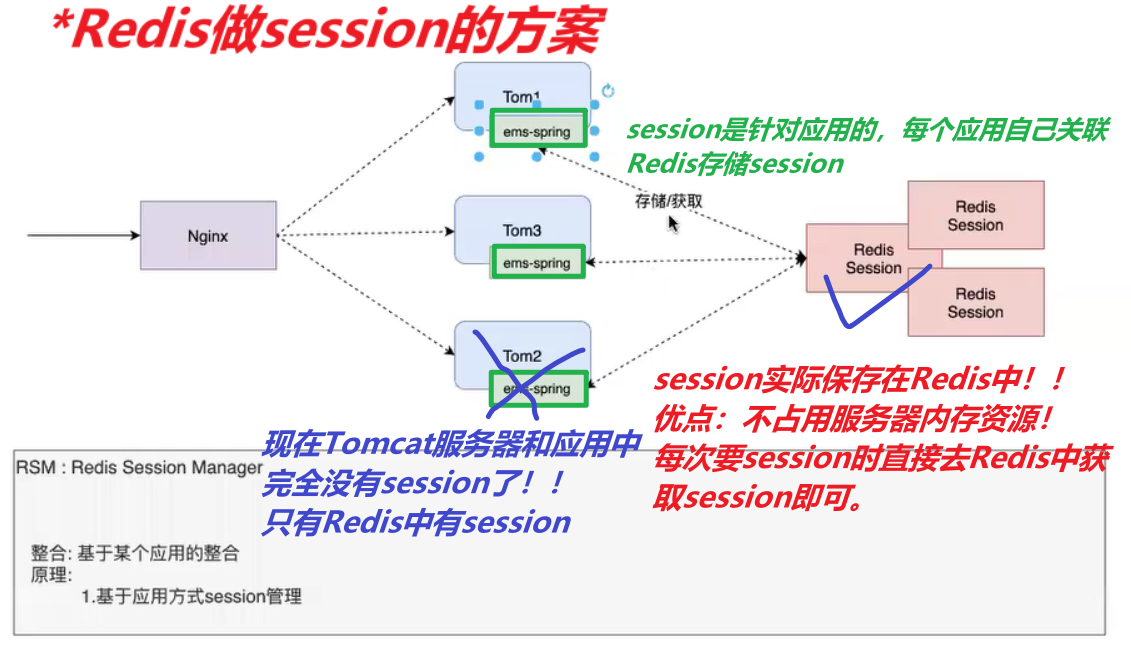 *Redis做session的方案
Tom1
ems-spring
session是针对应用的，每个应用自己关联
Redis存储session
存储/获取
Nginx
Tom3
ems-spring
Redis
Session
Redis
Session
Redis
Session
Tom2
ems-spring
session实际保存在Redis中！！
优点：不占用服务器内存资源！
每次要session时直接去Redis中获
取session即可。
现在Tomcat服务器和应用中
完全没有session了！！
只有Redis中有session
RSM : Redis Session Manager
整合: 基于某个应用的整合
原理:
1.基于应用方式session管理